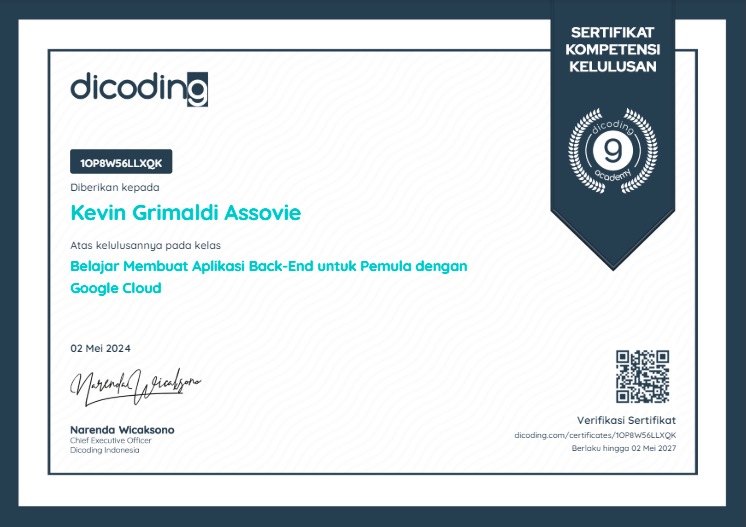 SERTIFIKAT
KOMPETENSI
KELULUSAN
dicoding
dicoding
academy
1OP8W56LLXQK
Diberikan kepada
Kevin Grimaldi Assovie
Atas kelulusannya pada kelas
Belajar Membuat Aplikasi Back-End untuk Pemula dengan
Google Cloud
02 Mei 2024
Narenda Wicaksono
Narenda Wicaksono
Chief Executive Officer
Dicoding Indonesia
Verifikasi Sertifikat
dicoding.com/certificates/1OP8W56LLXQK
Berlaku hingga 02 Mei 2027